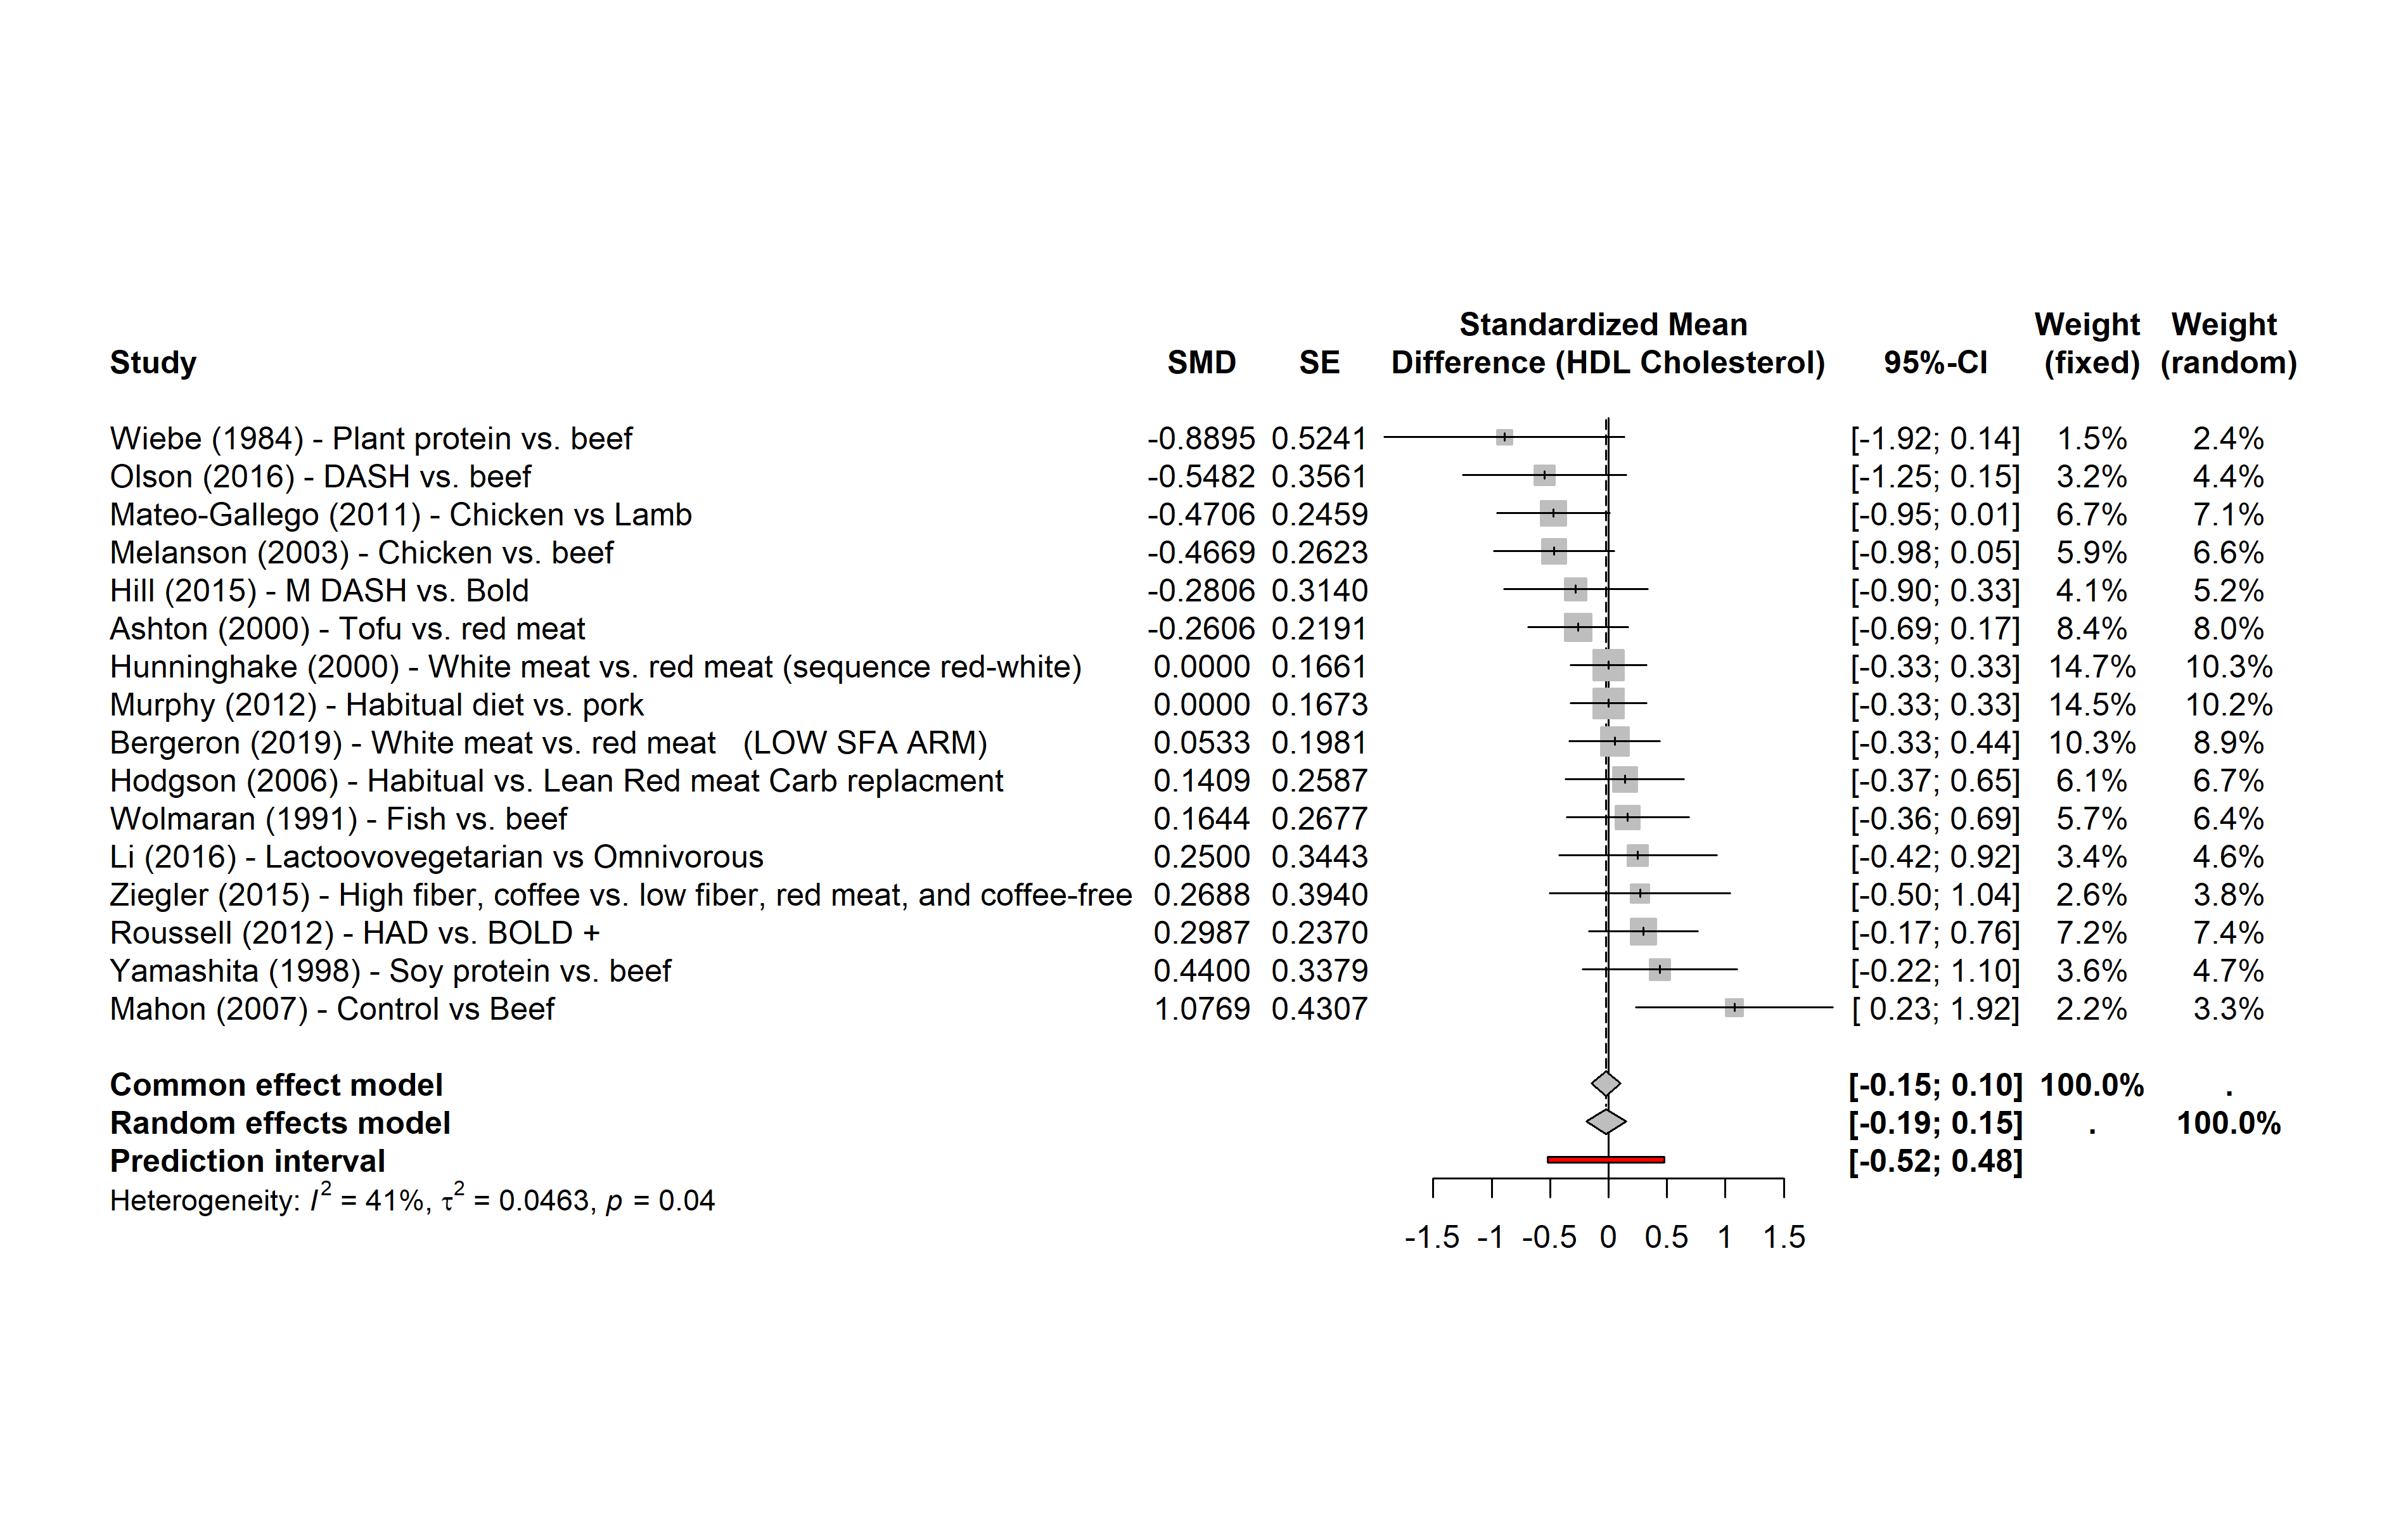 Standardized Mean Weight Weight
Study SMD SE Difference (HDL Cholesterol) 95%-CI (fixed) (random)
Wiebe (1984) - Plant protein vs. beef -0.8895 0.5241 [-1.92; 0.14] 1.5% 2.4%
Olson (2016) - DASH vs. beef -0.5482 0.3561 [-1.25; 0.15] 3.2% 4.4%
Mateo-Gallego (2011) - Chicken vs Lamb -0.4706 0.2459 [-0.95; 0.01] 6.7% 7.1%
Melanson (2003) - Chicken vs. beef -0.4669 0.2623 [-0.98; 0.05] 5.9% 6.6%
Hill (2015) - M DASH vs. Bold -0.2806 0.3140 [-0.90; 0.33] 4.1% 5.2%
Ashton (2000) - Tofu vs. red meat -0.2606 0.2191 [-0.69; 0.17] 8.4% 8.0%
Hunninghake (2000) - White meat vs. red meat (sequence red-white) 0.0000 0.1661 [-0.33; 0.33] 14.7% 10.3%
Murphy (2012) - Habitual diet vs. pork 0.0000 0.1673 [-0.33; 0.33] 14.5% 10.2%
Bergeron (2019) - White meat vs. red meat (LOW SFA ARM) 0.0533 0.1981 [-0.33; 0.44] 10.3% 8.9%
Hodgson (2006) - Habitual vs. Lean Red meat Carb replacment 0.1409 0.2587 [-0.37; 0.65] 6.1% 6.7%
Wolmaran (1991) - Fish vs. beef 0.1644 0.2677 [-0.36; 0.69] 5.7% 6.4%
Li (2016) - Lactoovovegetarian vs Omnivorous 0.2500 0.3443 [-0.42; 0.92] 3.4% 4.6%
Ziegler (2015) - High fiber, coffee vs. low fiber, red meat, and coffee-free 0.2688 0.3940 [-0.50; 1.04] 2.6% 3.8%
Roussell (2012) - HAD vs. BOLD + 0.2987 0.2370 [-0.17; 0.76] 7.2% 7.4%
Yamashita (1998) - Soy protein vs. beef 0.4400 0.3379 [-0.22; 1.10] 3.6% 4.7%
Mahon (2007) - Control vs Beef 1.0769 0.4307 [ 0.23; 1.92] 2.2% 3.3%
Common effect model [-0.15; 0.10] 100.0% .
Random effects model [-0.19; 0.15] . 100.0%
Prediction interval [-0.52; 0.48]
Heterogeneity: I² = 41%, τ² = 0.0463, p = 0.04
-1.5 -1 -0.5 0 0.5 1 1.5